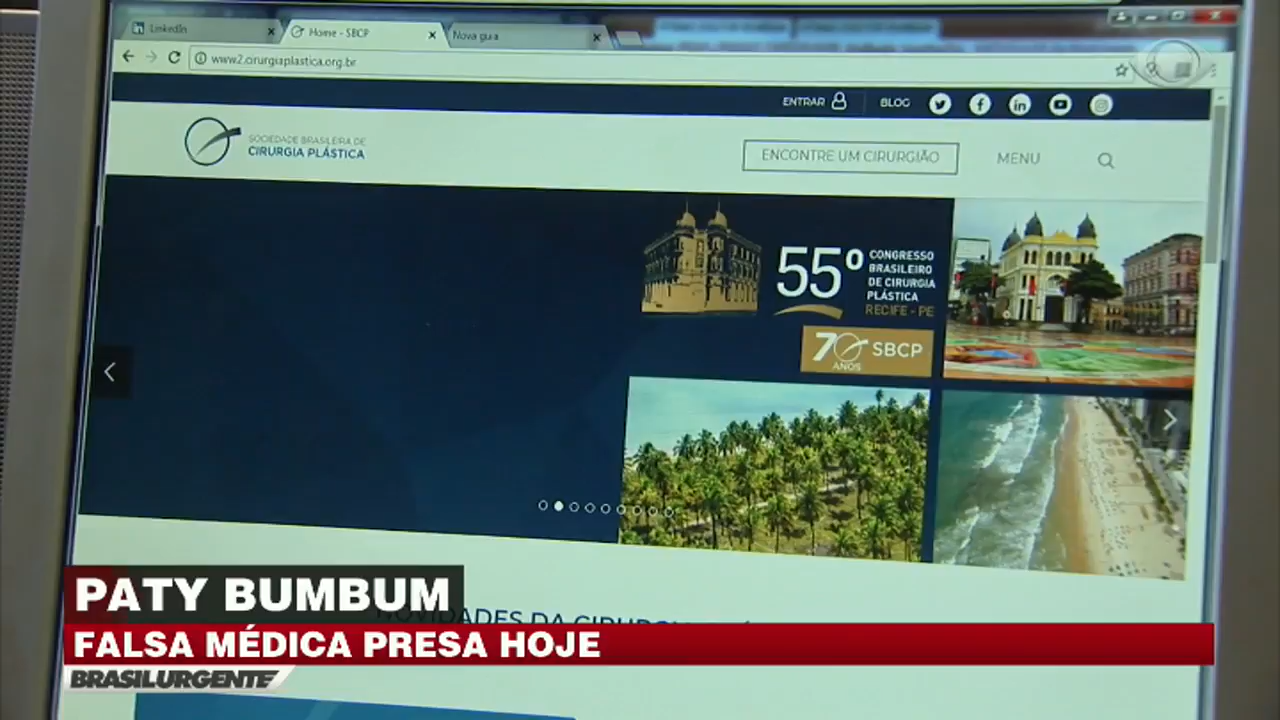 LinkedIn
Home - SBCP
Nova guia
www2.cirurgiaplastica.org.br
ENTRAR
BLOG
SOCIEDADE BRASILEIRA DE
CIRURGIA PLÁSTICA
ENCONTRE UM CIRURGIÃO
MENU
55º
CONGRESSO
BRASILEIRO
DE CIRURGIA
PLÁSTICA
RECIFE - PE
70
ANOS
SBCP
NOVIDADES DA
PATY BUMBUM
FALSA MÉDICA PRESA HOJE
BRASILURGENTE